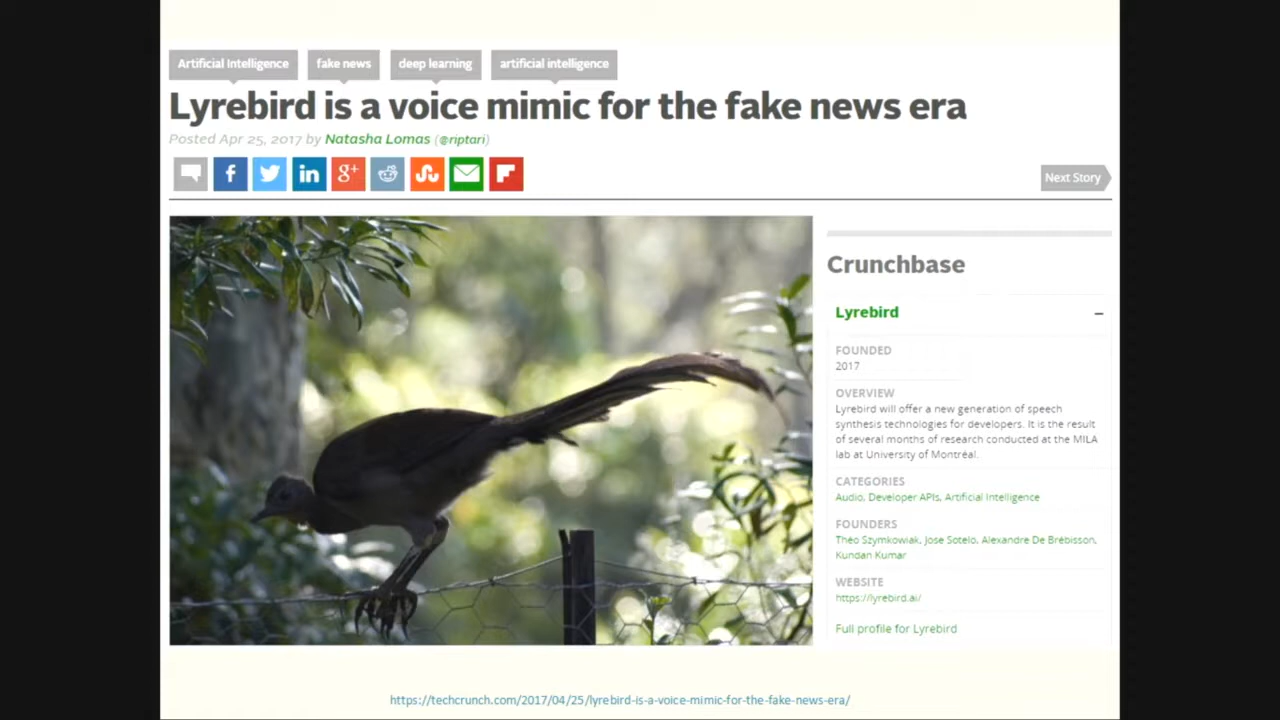 Artificial Intelligence fake news deep learning artificial intelligence
Lyrebird is a voice mimic for the fake news era
Posted Apr 25, 2017 by Natasha Lomas (@riptari)
f in g+
Next Story
Crunchbase
Lyrebird –
FOUNDED
2017
OVERVIEW
Lyrebird will offer a new generation of speech
synthesis technologies for developers. It is the result
of several months of research conducted at the MILA
lab at University of Montréal.
CATEGORIES
Audio, Developer APIs, Artificial Intelligence
FOUNDERS
Théo Szymkowiak, Jose Sotelo, Alexandre De Brébisson,
Kundan Kumar
WEBSITE
https://lyrebird.ai/
Full profile for Lyrebird
https://techcrunch.com/2017/04/25/lyrebird-is-a-voice-mimic-for-the-fake-news-era/